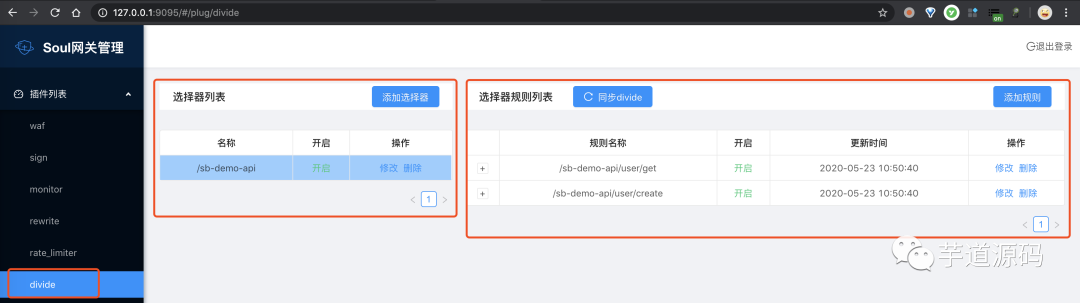 127.0.0.1:9095/#/plug/divide
on
Soul网关管理
退出登录
插件列表
waf
sign
monitor
rewrite
rate_limiter
divide
选择器列表
添加选择器
名称 开启 操作
/sb-demo-api 开启 修改 删除
< 1 >
选择器规则列表
同步divide
添加规则
规则名称 开启 更新时间 操作
+ /sb-demo-api/user/get 开启 2020-05-23 10:50:40 修改 删除
+ /sb-demo-api/user/create 开启 2020-05-23 10:50:40 修改 删除
< 1 >
芋道源码